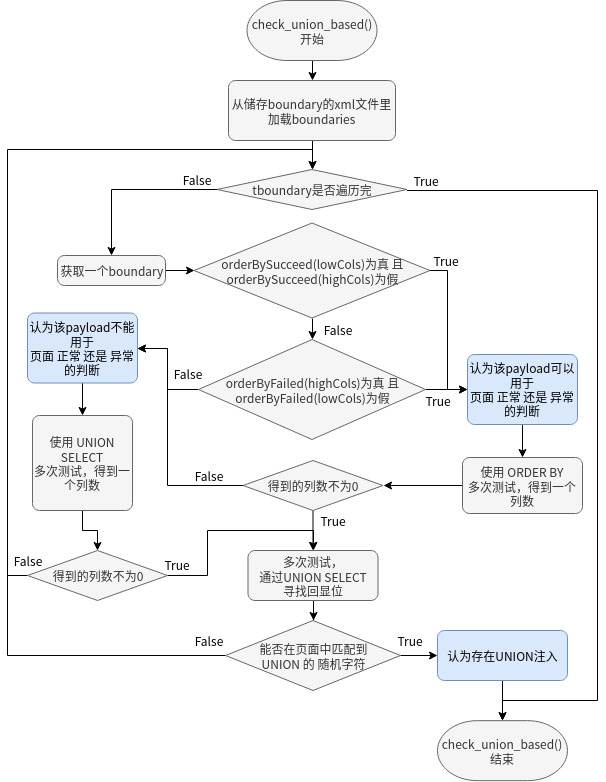 check_union_based()
开始
从储存boundary的xml文件里
加载boundaries
False
True
tboundary是否遍历完
获取一个boundary
orderBySucceed(lowCols)为真 且
orderBySucceed(highCols)为假
True
False
认为该payload不能
用于
页面 正常 还是 异常
的判断
False
orderByFailed(highCols)为真 且
orderByFailed(lowCols)为假
True
认为该payload可以
用于
页面 正常 还是 异常
的判断
使用 UNION
SELECT
多次测试，得到一
个列数
False
得到的列数不为0
使用 ORDER BY
多次测试，得到一个
列数
True
False
得到的列数不为0
True
多次测试，
通过UNION SELECT
寻找回显位
False
能否在页面中匹配到
UNION 的 随机字符
True
认为存在UNION注入
check_union_based()
结束